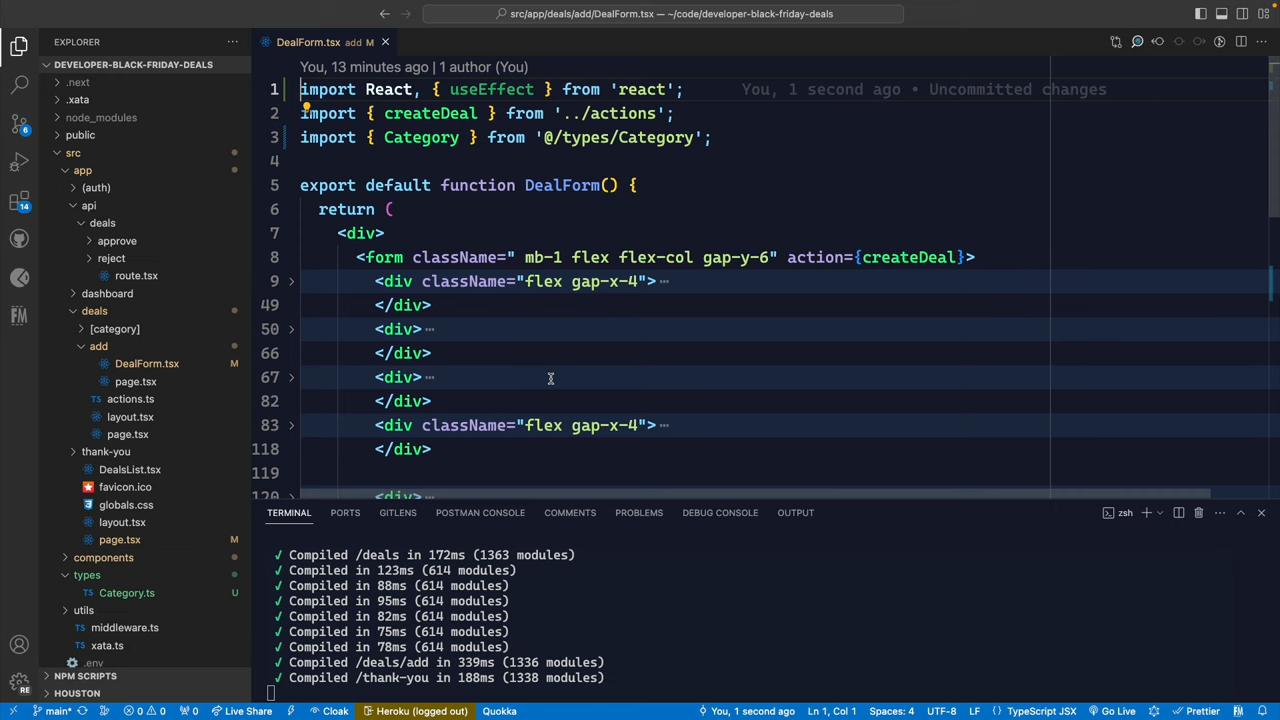 src/app/deals/add/DealForm.tsx — ~/code/developer-black-friday-deals
EXPLORER
DEVELOPER-BLACK-FRIDAY-DEALS
.next
.xata
node_modules
public
src
app
(auth)
api
deals
approve
reject
route.tsx
dashboard
deals
[category]
add
DealForm.tsx M
page.tsx
actions.ts
layout.tsx
page.tsx
thank-you
DealsList.tsx
favicon.ico
globals.css
layout.tsx
page.tsx
components
types
Category.ts U
utils
middleware.ts
xata.ts
.env
NPM SCRIPTS
HOUSTON
6
14
RE
FM
DealForm.tsx add M
You, 13 minutes ago | 1 author (You)
1 import React, { useEffect } from 'react'; You, 1 second ago • Uncommitted changes
2 import { createDeal } from '../actions';
3 import { Category } from '@/types/Category';
4
5 export default function DealForm() {
6 return (
7 <div>
8 <form className=" mb-1 flex flex-col gap-y-6" action={createDeal}>
9 <div className="flex gap-x-4"> ⋯
49 </div>
50 <div> ⋯
66 </div>
67 <div> ⋯
82 </div>
83 <div className="flex gap-x-4"> ⋯
118 </div>
119
120 <div> ⋯
TERMINAL PORTS GITLENS POSTMAN CONSOLE COMMENTS PROBLEMS DEBUG CONSOLE OUTPUT zsh
✓ Compiled /deals in 172ms (1363 modules)
✓ Compiled in 123ms (614 modules)
✓ Compiled in 88ms (614 modules)
✓ Compiled in 95ms (614 modules)
✓ Compiled in 82ms (614 modules)
✓ Compiled in 75ms (614 modules)
✓ Compiled in 78ms (614 modules)
✓ Compiled /deals/add in 339ms (1336 modules)
✓ Compiled /thank-you in 188ms (1338 modules)
main* 0 0 0 Live Share Cloak Heroku (logged out) Quokka You, 1 second ago Ln 1, Col 1 Spaces: 4 UTF-8 LF TypeScript JSX Go Live Prettier FM